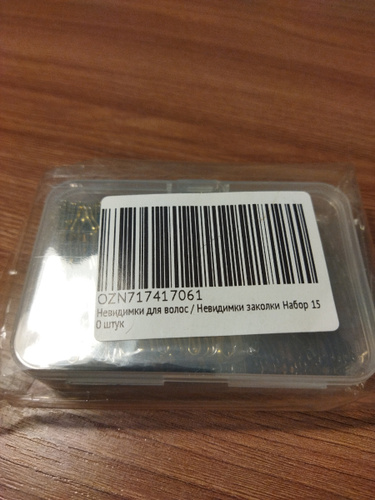 OZN717417061
Невидимки для волос / Невидимки заколки Набор 15
0 штук